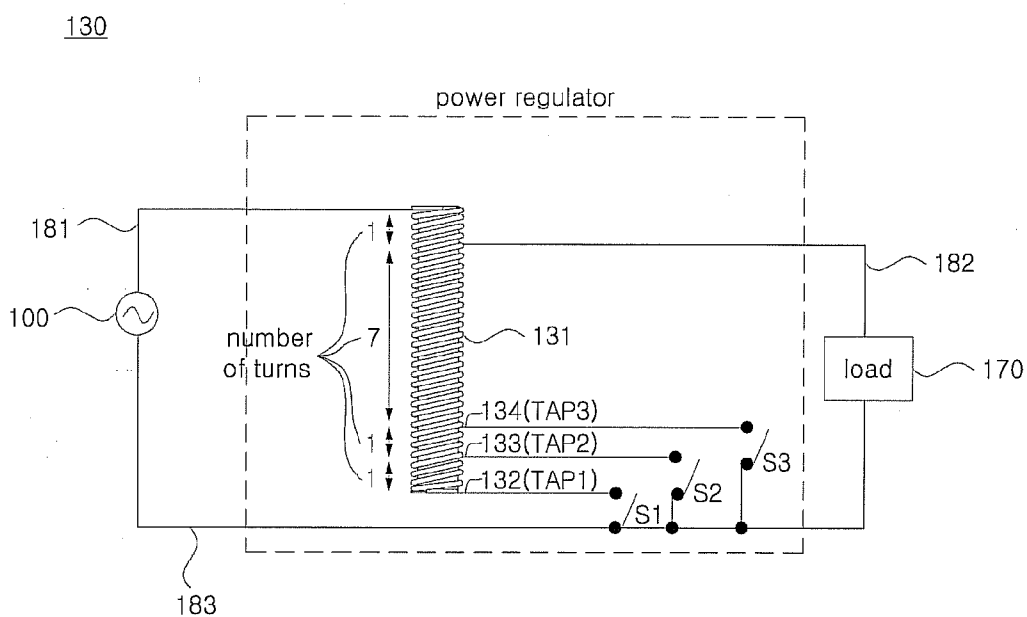 130
power regulator
181
1
182
100
number
of turns
7
131
load
170
134(TAP3)
1
133(TAP2)
S3
1
132(TAP1)
S2
S1
183